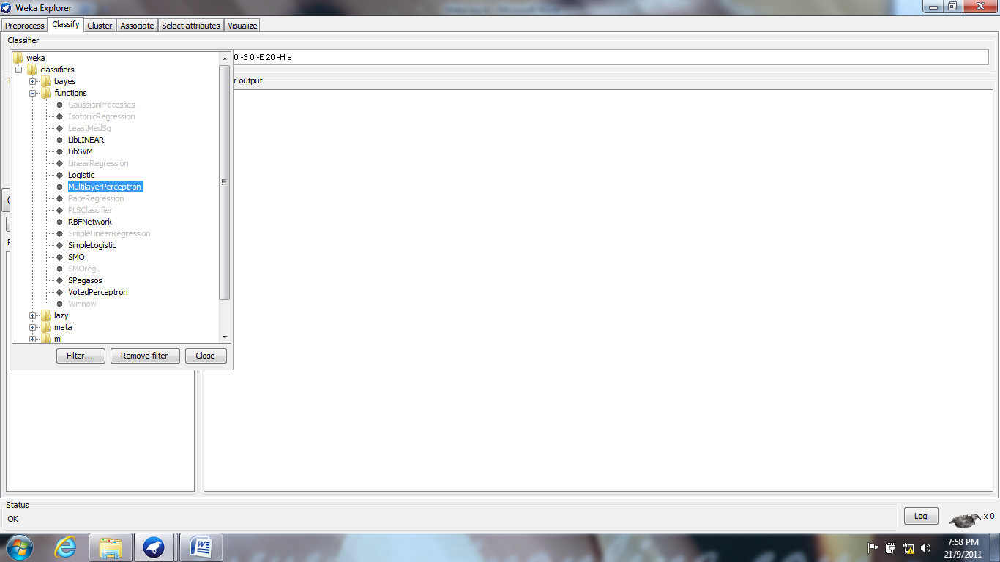 Weka Explorer
Preprocess Classify Cluster Associate Select attributes Visualize
Classifier
0 -S 0 -E 20 -H a
r output
weka
classifiers
bayes
functions
GaussianProcesses
IsotonicRegression
LeastMedSq
LibLINEAR
LibSVM
LinearRegression
Logistic
MultilayerPerceptron
PaceRegression
PLSClassifier
RBFNetwork
SimpleLinearRegression
SimpleLogistic
SMO
SMOreg
SPegasos
VotedPerceptron
Winnow
lazy
meta
mi
Filter... Remove filter Close
Status
OK
Log x 0
7:58 PM
21/9/2011